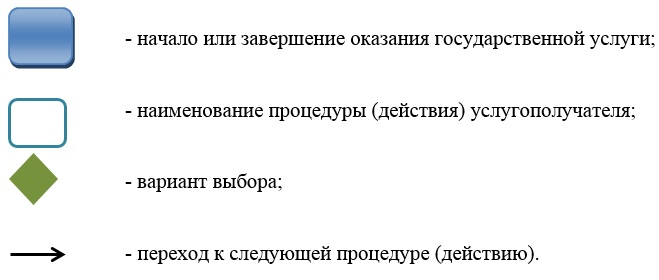 - начало или завершение оказания государственной услуги;
- наименование процедуры (действия) услугополучателя;
- вариант выбора;
- переход к следующей процедуре (действию).